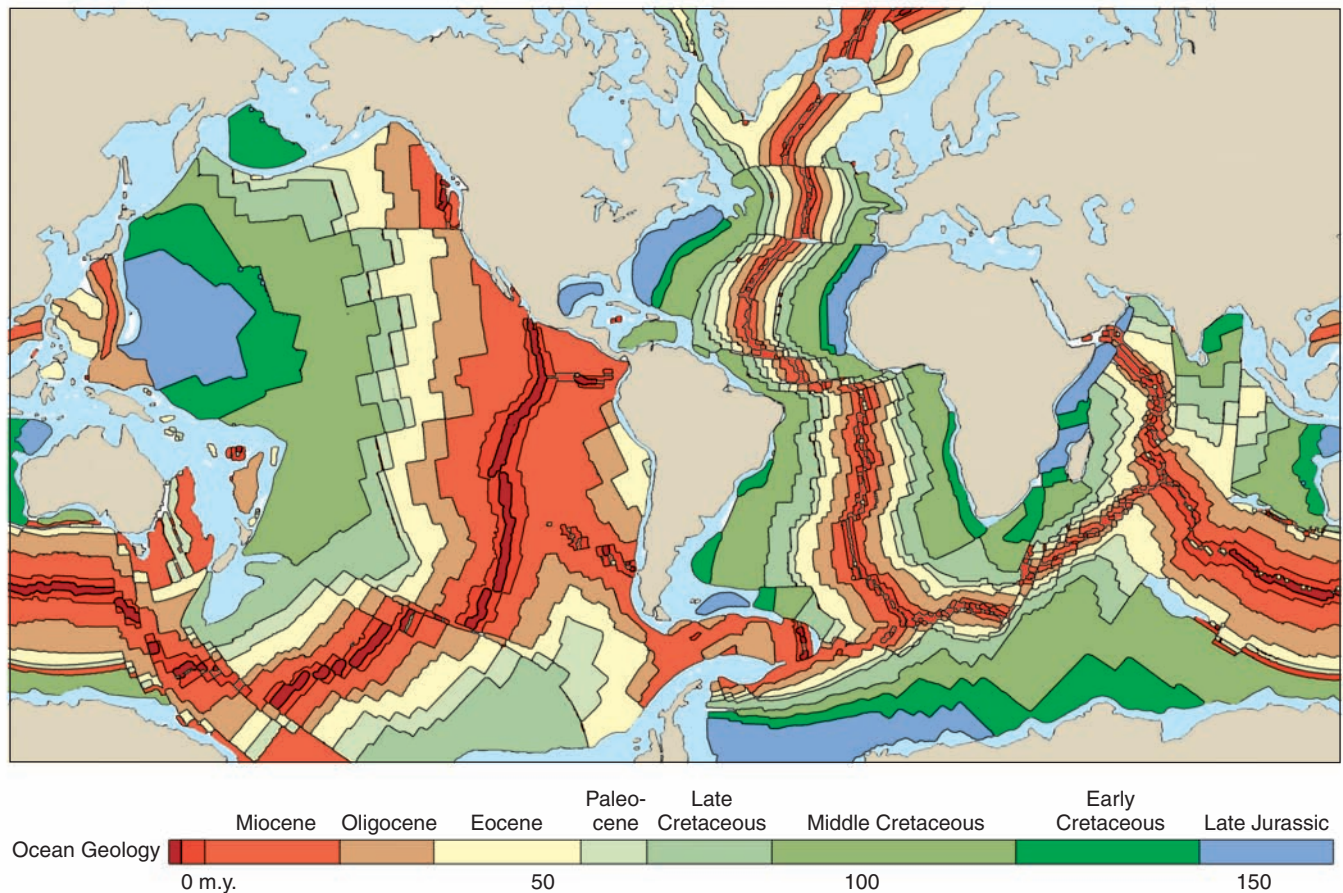 Paleo- Late Early
Miocene Oligocene Eocene cene Cretaceous Middle Cretaceous Cretaceous Late Jurassic
Ocean Geology
0 m.y. 50 100 150